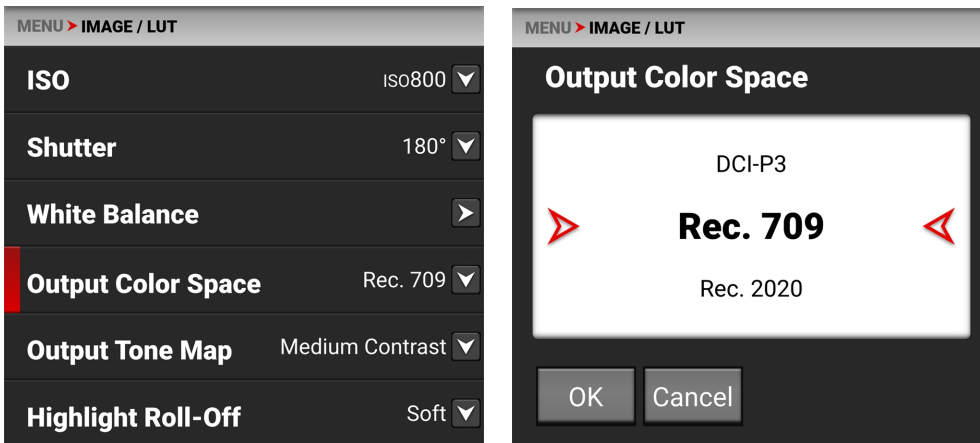 MENU > IMAGE / LUT
ISO ISO800
Shutter 180°
White Balance
Output Color Space Rec. 709
Output Tone Map Medium Contrast
Highlight Roll-Off Soft
MENU > IMAGE / LUT
Output Color Space
DCI-P3
Rec. 709
Rec. 2020
OK Cancel